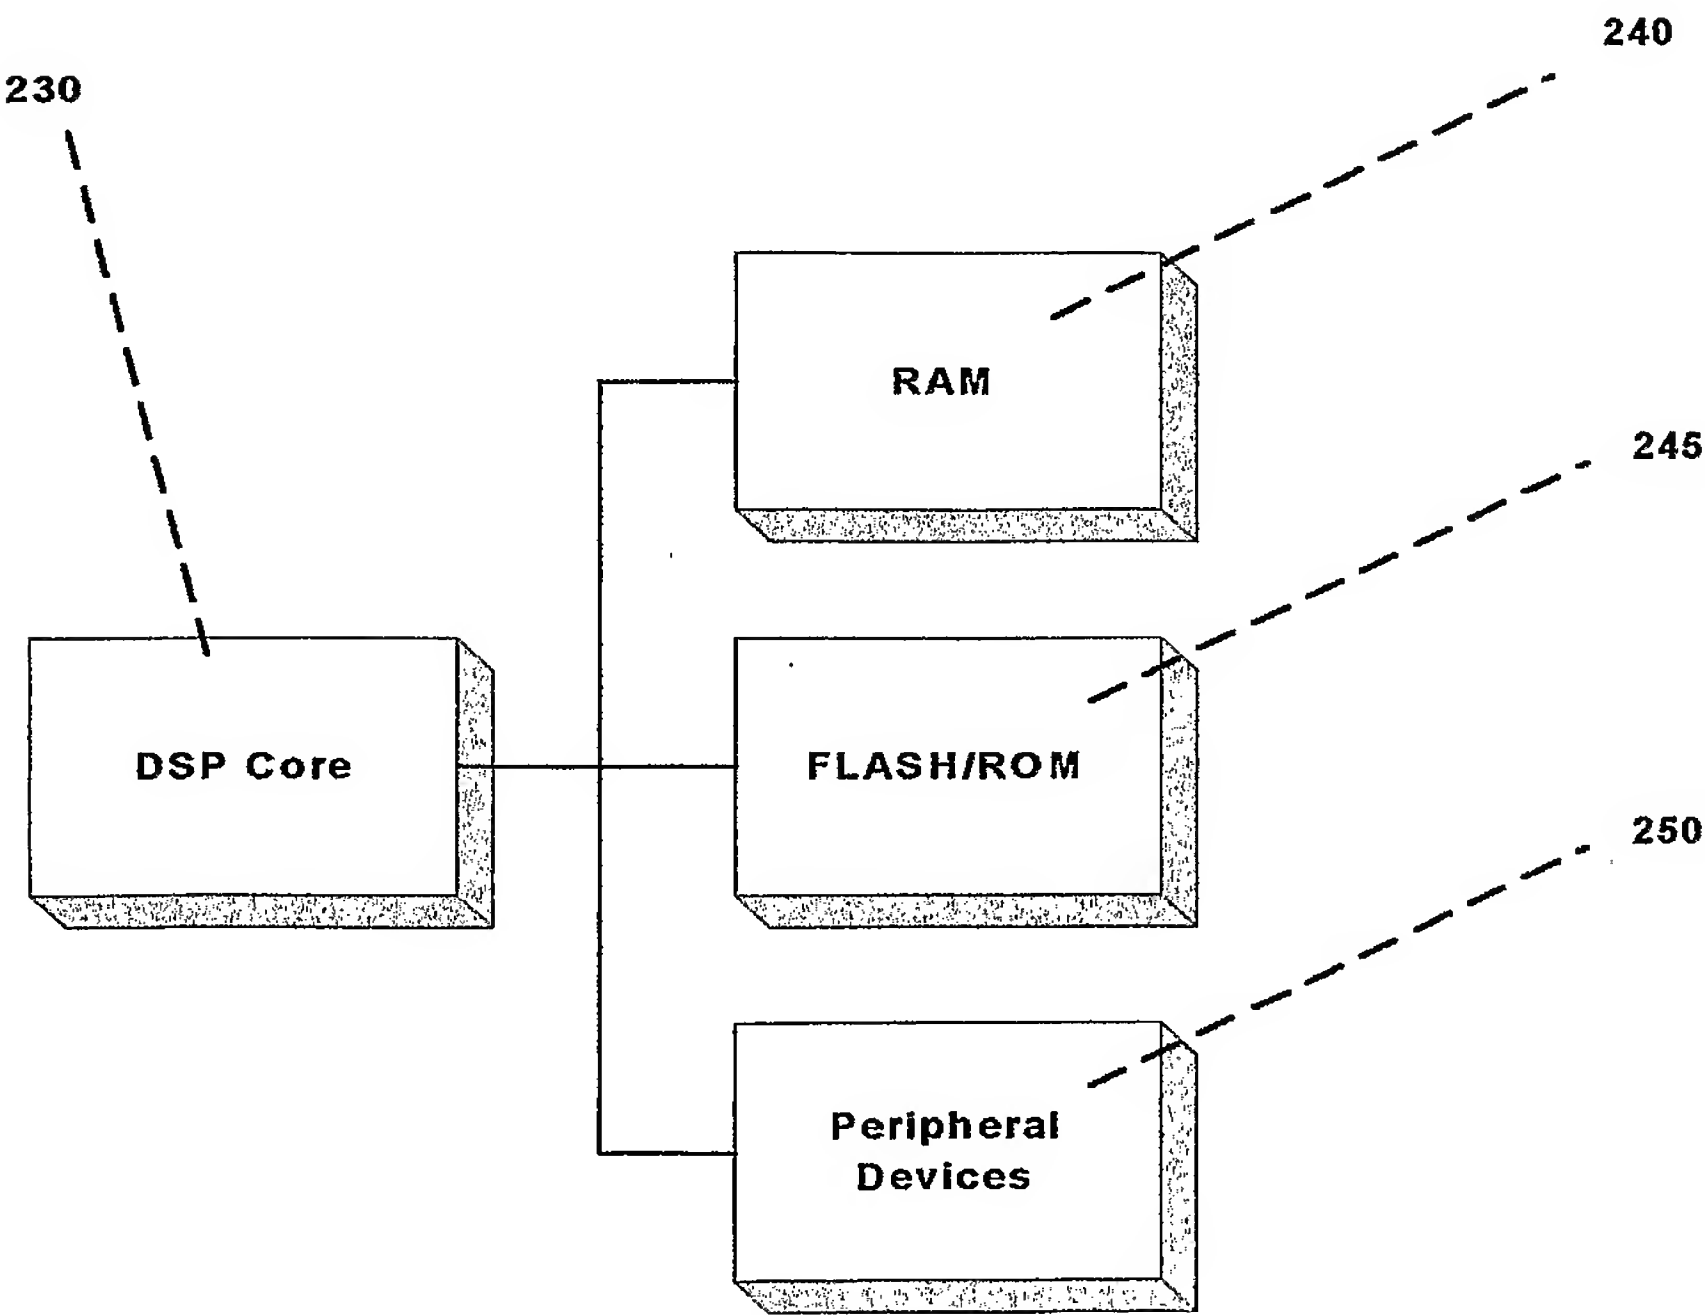 240
230
RAM
245
DSP Core
FLASH/ROM
250
Peripheral
Devices